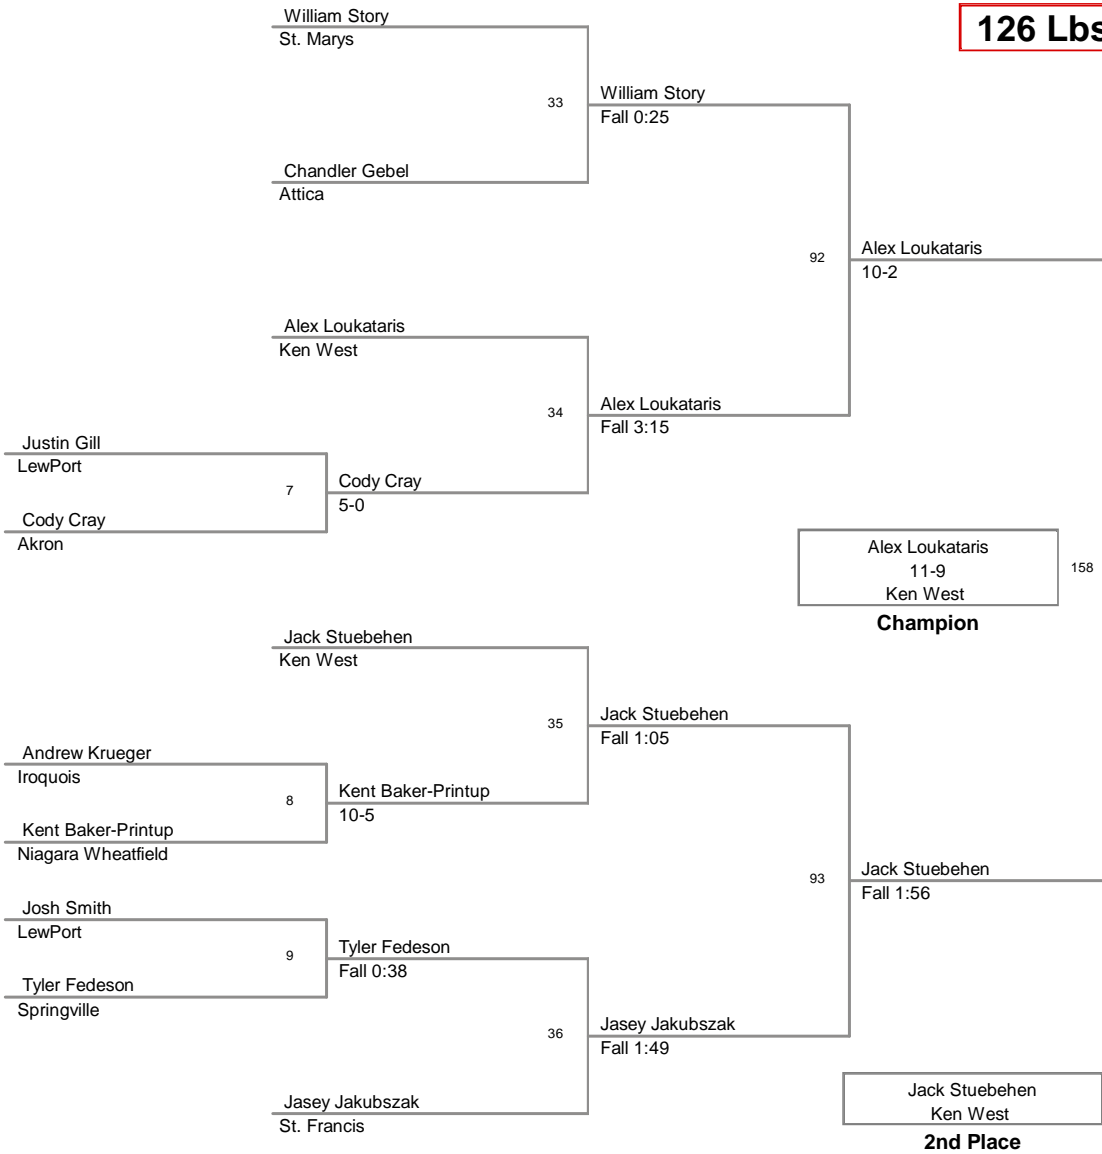 William Story
St. Marys
126 Lbs
33
William Story
Fall 0:25
Chandler Gebel
Attica
92
Alex Loukataris
10-2
Alex Loukataris
Ken West
34
Alex Loukataris
Fall 3:15
Justin Gill
LewPort
7
Cody Cray
5-0
Cody Cray
Akron
Alex Loukataris
11-9
Ken West
158
Champion
Jack Stuebehen
Ken West
35
Jack Stuebehen
Fall 1:05
Andrew Krueger
Iroquois
8
Kent Baker-Printup
10-5
Kent Baker-Printup
Niagara Wheatfield
93
Jack Stuebehen
Fall 1:56
Josh Smith
LewPort
9
Tyler Fedeson
Fall 0:38
Tyler Fedeson
Springville
36
Jasey Jakubszak
Fall 1:49
Jasey Jakubszak
St. Francis
Jack Stuebehen
Ken West
2nd Place